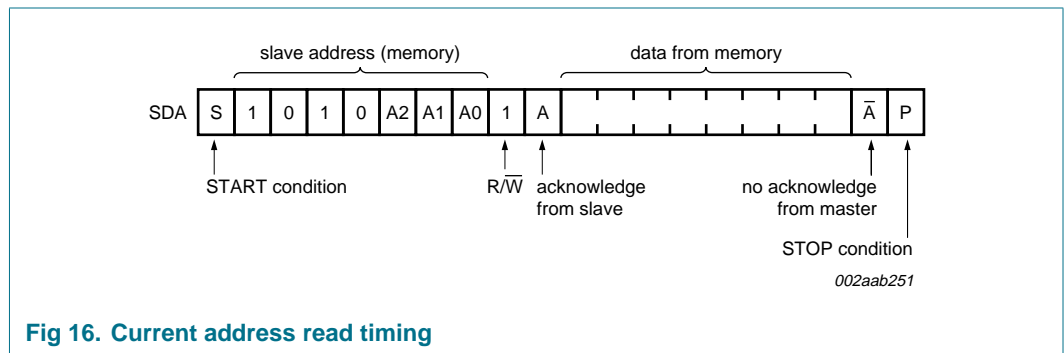 slave address (memory) data from memory
SDA S 1 0 1 0 A2 A1 A0 1 A A̅ P
START condition R/W̅ acknowledge from slave no acknowledge from master
STOP condition
002aab251
Fig 16. Current address read timing